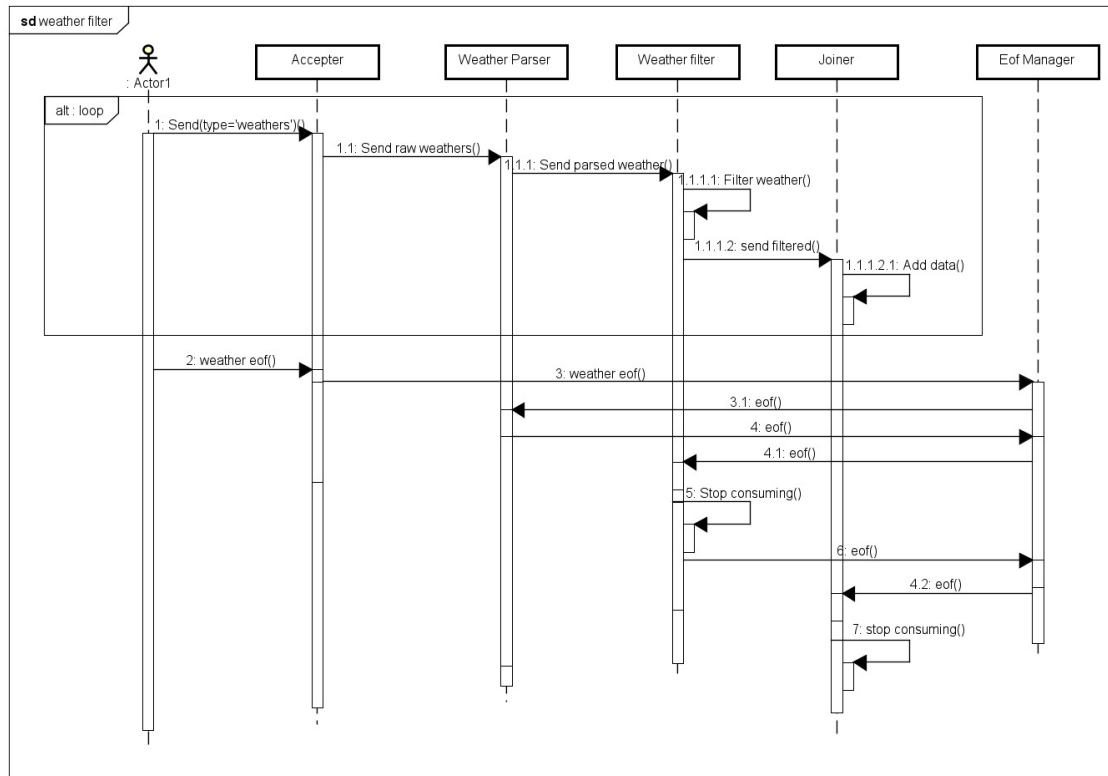 sd weather filter
: Actor1
Accepter
Weather Parser
Weather filter
Joiner
Eof Manager
alt : loop
1: Send(type='weathers')()
1.1: Send raw weathers()
1.1.1: Send parsed weather()
1.1.1.1: Filter weather()
1.1.1.2: send filtered()
1.1.1.2.1: Add data()
2: weather eof()
3: weather eof()
3.1: eof()
4: eof()
4.1: eof()
5: Stop consuming()
6: eof()
4.2: eof()
7: stop consuming()